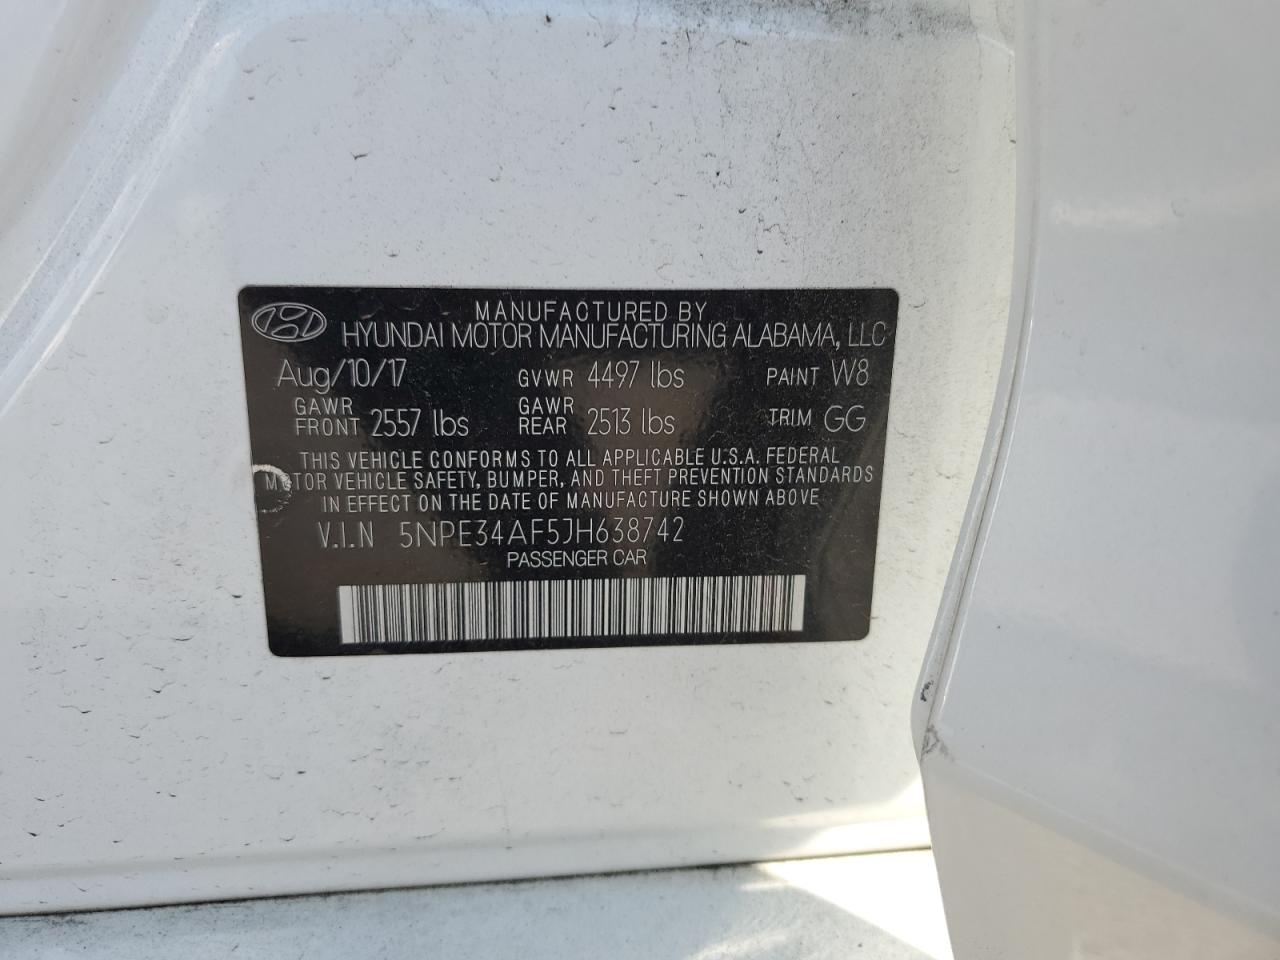 MANUFACTURED BY
HYUNDAI MOTOR MANUFACTURING ALABAMA, LLC
Aug/10/17 GVWR 4497 lbs PAINT W8
GAWR FRONT 2557 lbs GAWR REAR 2513 lbs TRIM GG
THIS VEHICLE CONFORMS TO ALL APPLICABLE U.S.A. FEDERAL
MOTOR VEHICLE SAFETY, BUMPER, AND THEFT PREVENTION STANDARDS
IN EFFECT ON THE DATE OF MANUFACTURE SHOWN ABOVE
V.I.N 5NPE34AF5JH638742
PASSENGER CAR